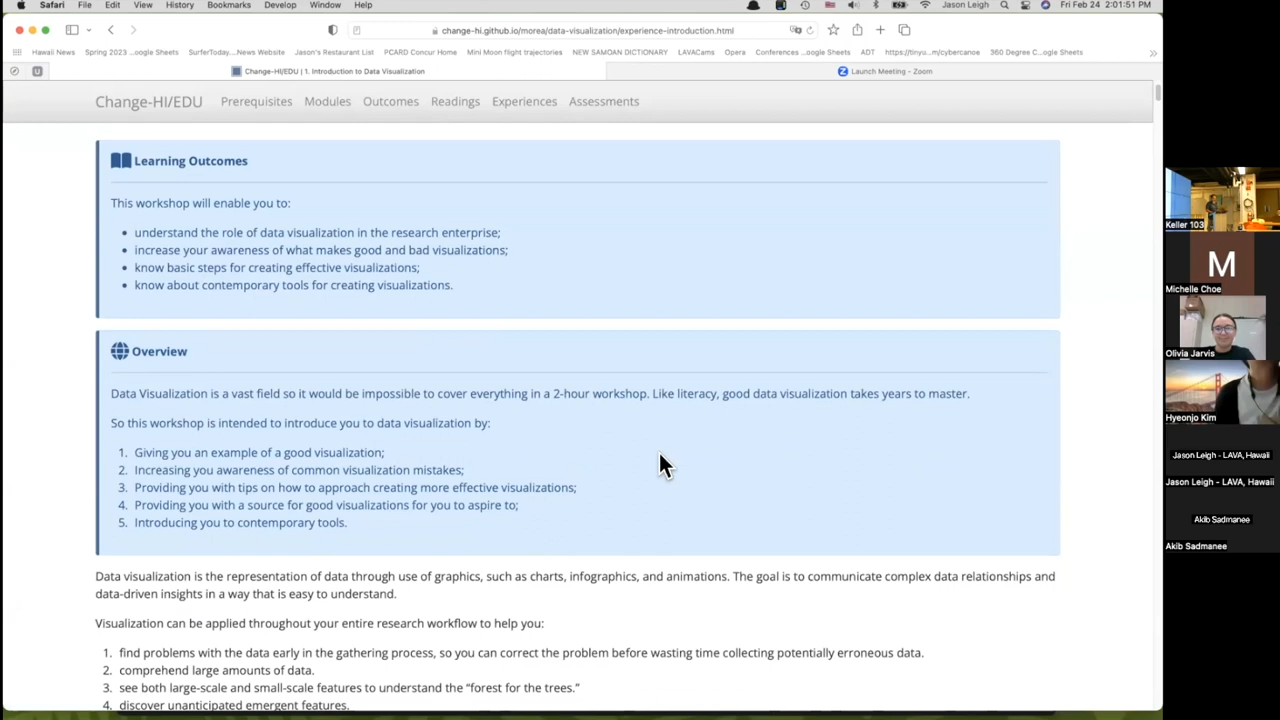 Safari File Edit View History Bookmarks Develop Window Help Jason Leigh Fri Feb 24 2:01:51 PM
change-hi.github.io/morea/data-visualization/experience-introduction.html
Hawaii News Spring 2023 ...oogle Sheets SurferToday....News Website Jason's Restaurant List PCARD Concur Home Mini Moon flight trajectories NEW SAMOAN DICTIONARY LAVACams Opera Conferences ...oogle Sheets ADT https://tinyu...m/cybercanoe 360 Degree C...ogle Sheets
Change-HI/EDU | 1. Introduction to Data Visualization Launch Meeting - Zoom
Change-HI/EDU Prerequisites Modules Outcomes Readings Experiences Assessments
Learning Outcomes
This workshop will enable you to:
• understand the role of data visualization in the research enterprise;
• increase your awareness of what makes good and bad visualizations;
• know basic steps for creating effective visualizations;
• know about contemporary tools for creating visualizations.
Overview
Data Visualization is a vast field so it would be impossible to cover everything in a 2-hour workshop. Like literacy, good data visualization takes years to master.
So this workshop is intended to introduce you to data visualization by:
1. Giving you an example of a good visualization;
2. Increasing you awareness of common visualization mistakes;
3. Providing you with tips on how to approach creating more effective visualizations;
4. Providing you with a source for good visualizations for you to aspire to;
5. Introducing you to contemporary tools.
Data visualization is the representation of data through use of graphics, such as charts, infographics, and animations. The goal is to communicate complex data relationships and
data-driven insights in a way that is easy to understand.
Visualization can be applied throughout your entire research workflow to help you:
1. find problems with the data early in the gathering process, so you can correct the problem before wasting time collecting potentially erroneous data.
2. comprehend large amounts of data.
3. see both large-scale and small-scale features to understand the “forest for the trees.”
4. discover unanticipated emergent features.
Keller 103
M
Michelle Choe
Olivia Jarvis
Hyeonjo Kim
Jason Leigh - LAVA, Hawaii
Jason Leigh - LAVA, Hawaii
Akib Sadmanee
Akib Sadmanee